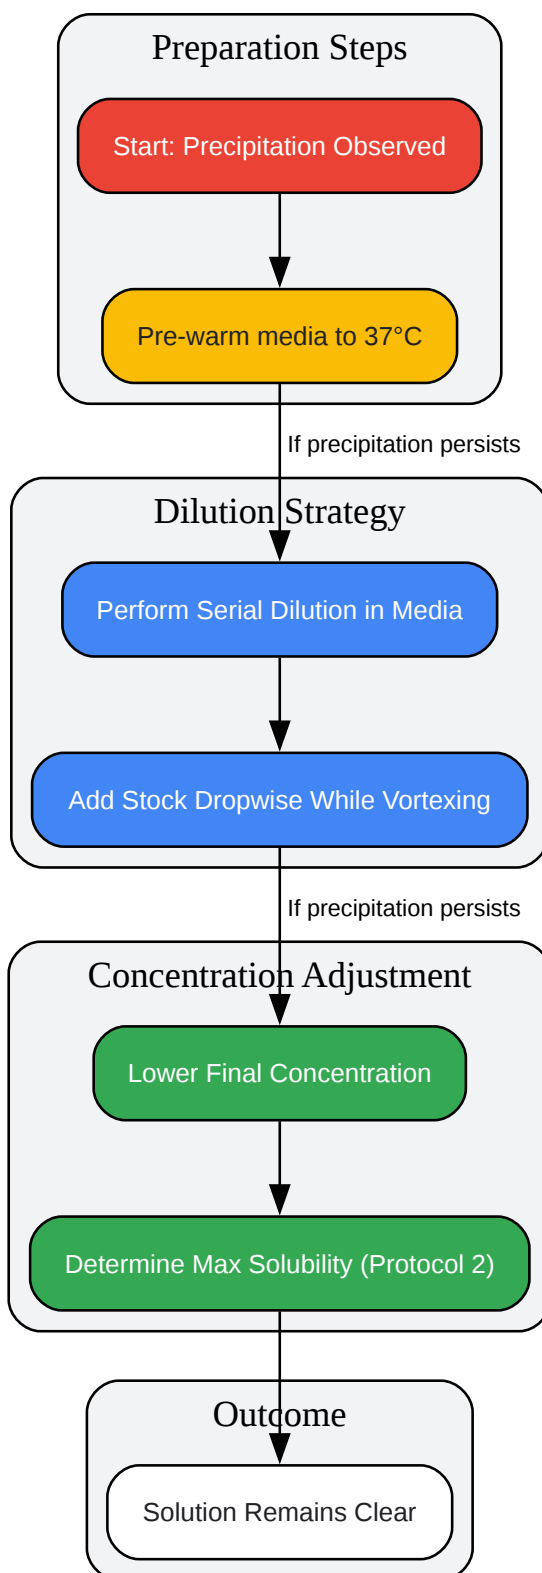 Preparation Steps
Start: Precipitation Observed
Pre-warm media to 37°C
If precipitation persists
Dilution Strategy
Perform Serial Dilution in Media
Add Stock Dropwise While Vortexing
If precipitation persists
Concentration Adjustment
Lower Final Concentration
Determine Max Solubility (Protocol 2)
Outcome
Solution Remains Clear